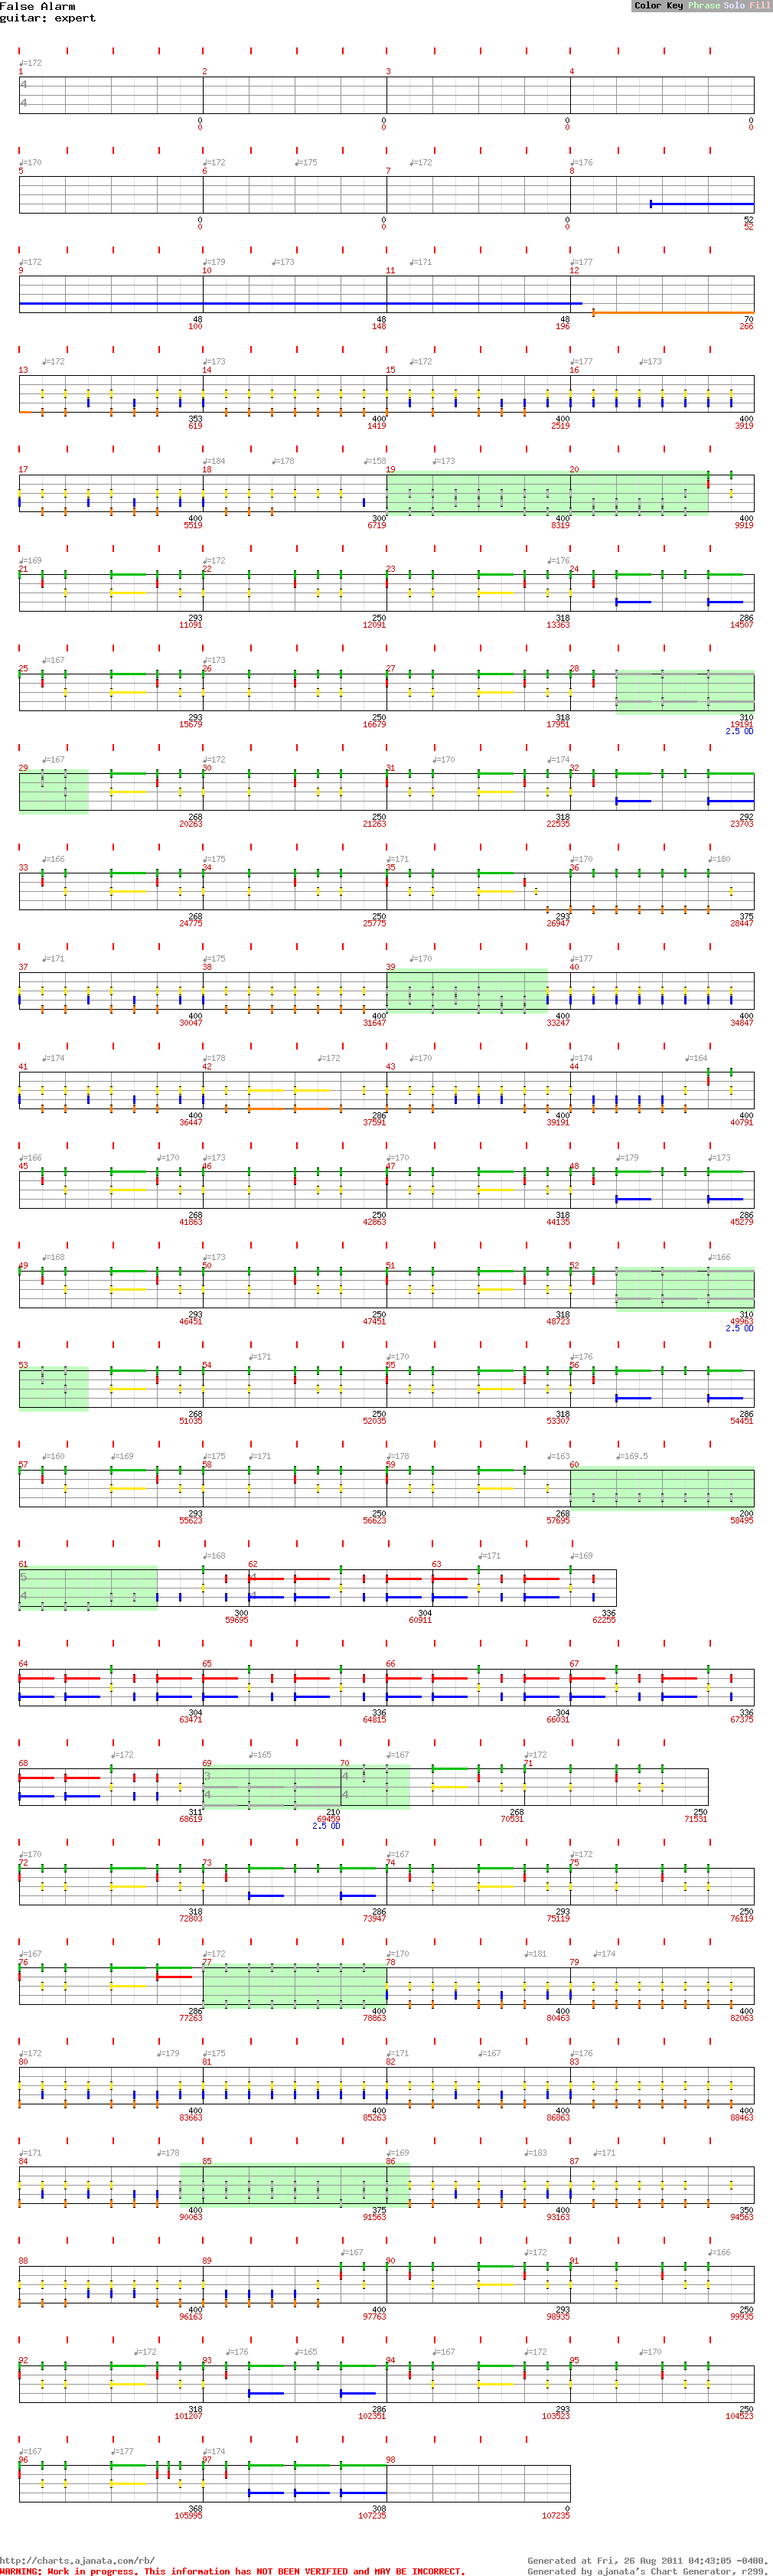 False Alarm
guitar: expert
Color Key Phrase Solo Fill
♩=172
1 2 3 4
4
4
0 0 0 0
0 0 0 0
♩=170 ♩=172 ♩=175 ♩=172 ♩=176
5 6 7 8
0 0 0 52
0 0 0 52
♩=172 ♩=179 ♩=173 ♩=171 ♩=177
9 10 11 12
48 48 48 70
100 148 196 266
♩=172 ♩=173 ♩=172 ♩=177 ♩=173
13 14 15 16
353 400 400 400
619 1419 2519 3919
♩=184 ♩=178 ♩=158 ♩=173
17 18 19 20
400 300 400 400
5519 6719 8319 9919
♩=169 ♩=172 ♩=176
21 22 23 24
293 250 318 286
11091 12091 13363 14507
♩=167 ♩=173
25 26 27 28
293 250 318 310
15679 16679 17951 19191
2.5 OD
♩=167 ♩=172 ♩=170 ♩=174
29 30 31 32
268 250 318 292
20263 21263 22535 23703
♩=166 ♩=175 ♩=171 ♩=170 ♩=180
33 34 35 36
268 250 293 375
24775 25775 26947 28447
♩=171 ♩=175 ♩=170 ♩=177
37 38 39 40
400 400 400 400
30047 31647 33247 34847
♩=174 ♩=178 ♩=172 ♩=170 ♩=174 ♩=164
41 42 43 44
400 286 400 400
36447 37591 39191 40791
♩=166 ♩=170 ♩=173 ♩=170 ♩=179 ♩=173
45 46 47 48
268 250 318 286
41863 42863 44135 45279
♩=168 ♩=173 ♩=166
49 50 51 52
293 250 318 310
46451 47451 48723 49963
2.5 OD
♩=171 ♩=170 ♩=176
53 54 55 56
268 250 318 286
51035 52035 53307 54451
♩=160 ♩=169 ♩=175 ♩=171 ♩=178 ♩=163 ♩=169.5
57 58 59 60
293 250 268 200
55623 56623 57695 58495
♩=168 ♩=171 ♩=169
61 62 63
5 4
4 4
300 304 336
59695 60911 62255
64 65 66 67
304 336 304 336
63471 64815 66031 67375
♩=172 ♩=165 ♩=167 ♩=172
68 69 70 71
3 4
4 4
311 210 268 250
68619 69459 70531 71531
2.5 OD
♩=170 ♩=167 ♩=172
72 73 74 75
318 286 293 250
72803 73947 75119 76119
♩=167 ♩=172 ♩=170 ♩=181 ♩=174
76 77 78 79
286 400 400 400
77263 78863 80463 82063
♩=172 ♩=179 ♩=175 ♩=171 ♩=167 ♩=176
80 81 82 83
400 400 400 400
83663 85263 86863 88463
♩=171 ♩=178 ♩=169 ♩=183 ♩=171
84 85 86 87
400 375 400 350
90063 91563 93163 94563
♩=167 ♩=172 ♩=166
88 89 90 91
400 400 293 250
96163 97763 98935 99935
♩=172 ♩=176 ♩=165 ♩=167 ♩=172 ♩=170
92 93 94 95
318 286 293 250
101207 102351 103523 104523
♩=167 ♩=177 ♩=174
96 97 98
368 308 0
105995 107235 107235
http://charts.ajanata.com/rb/ Generated at Fri, 26 Aug 2011 04:43:05 -0400.
WARNING: Work in progress. This information has NOT BEEN VERIFIED and MAY BE INCORRECT. Generated by ajanata's Chart Generator, r299.